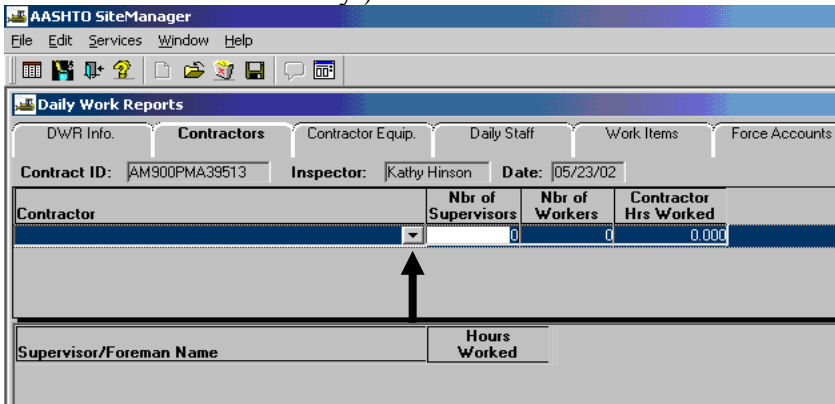 AASHTO SiteManager
File Edit Services Window Help
Daily Work Reports
DWR Info. Contractors Contractor Equip. Daily Staff Work Items Force Accounts
Contract ID: AM900PMA39513 Inspector: Kathy Hinson Date: 05/23/02
Contractor Nbr of Supervisors Nbr of Workers Contractor Hrs Worked
0 0 0.000
Supervisor/Foreman Name Hours Worked